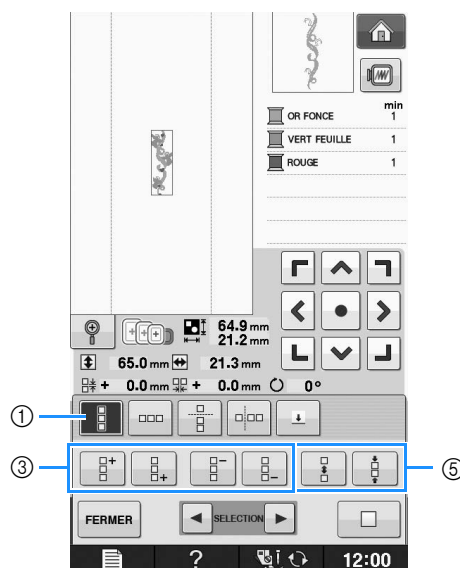 min
OR FONCE 1
VERT FEUILLE 1
ROUGE 1
64.9 mm
21.2 mm
65.0 mm 21.3 mm
+ 0.0 mm + 0.0 mm 0°
①
③
⑤
FERMER SELECTION
? 12:00